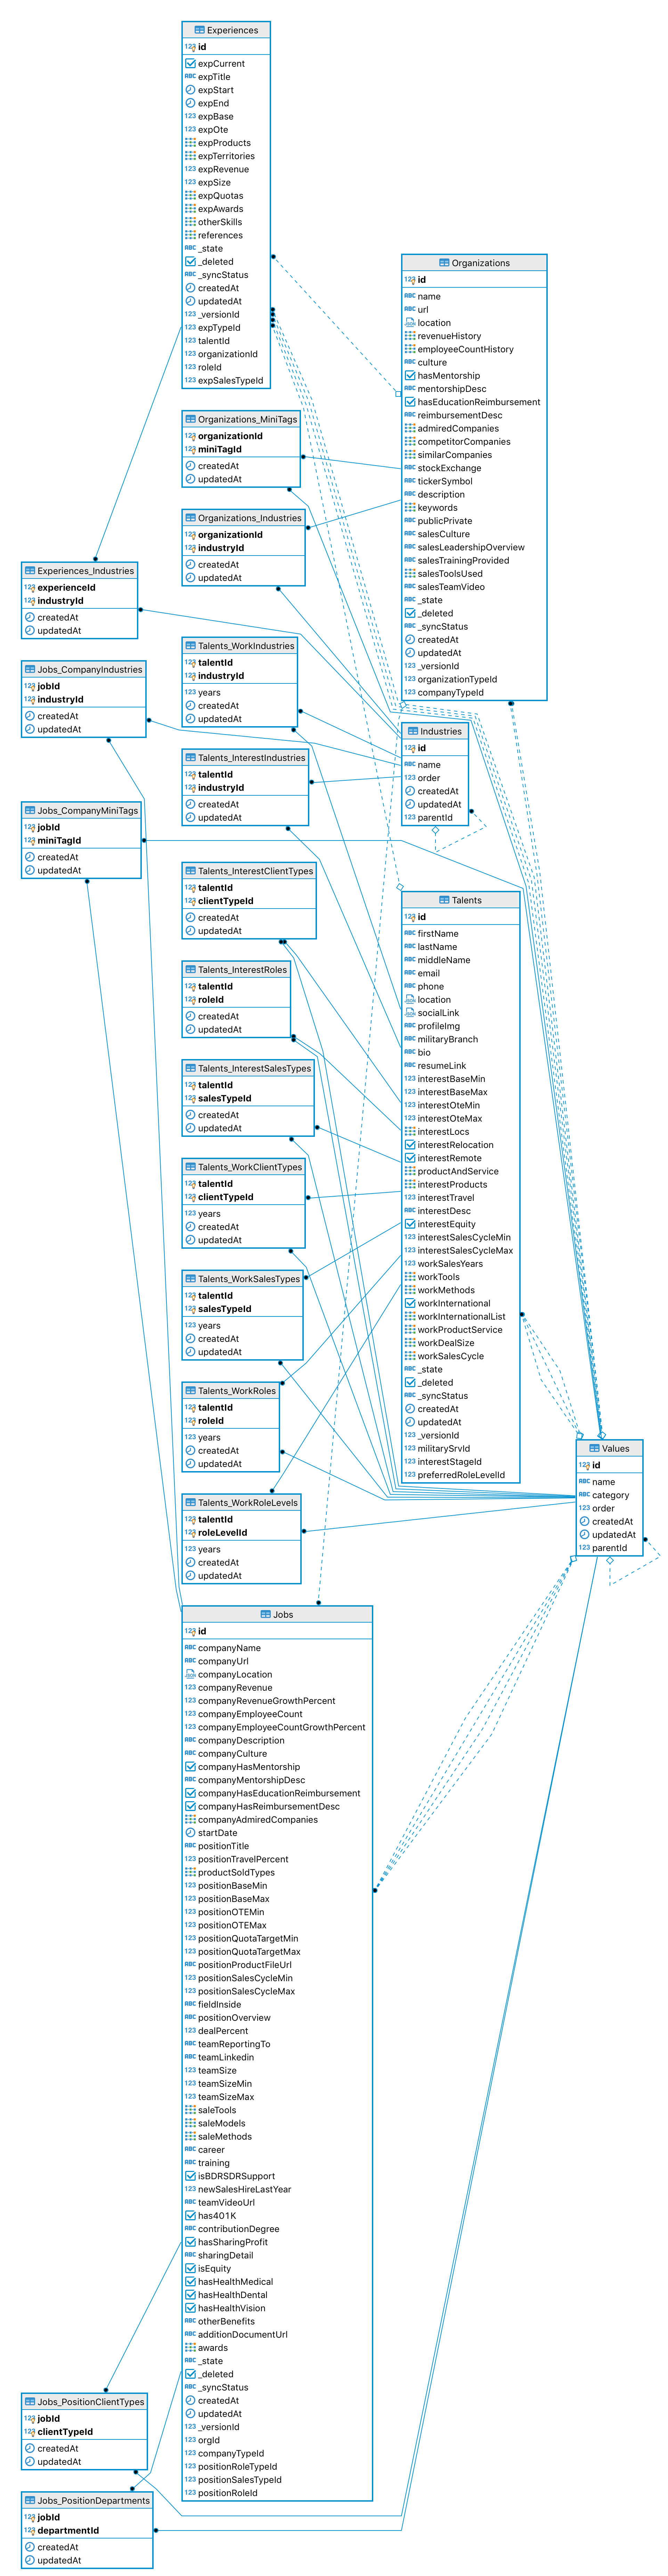 Experiences
123 id
expCurrent
ABC expTitle
expStart
expEnd
123 expBase
123 expOte
expProducts
expTerritories
123 expRevenue
123 expSize
expQuotas
expAwards
otherSkills
references
ABC _state
_deleted
ABC _syncStatus
createdAt
updatedAt
123 _versionId
123 expTypeId
123 talentId
123 organizationId
123 roleId
123 expSalesTypeId
Organizations
123 id
ABC name
ABC url
JSON location
revenueHistory
employeeCountHistory
ABC culture
hasMentorship
ABC mentorshipDesc
hasEducationReimbursement
ABC reimbursementDesc
admiredCompanies
competitorCompanies
similarCompanies
ABC stockExchange
ABC tickerSymbol
ABC description
keywords
ABC publicPrivate
ABC salesCulture
ABC salesLeadershipOverview
ABC salesTrainingProvided
salesToolsUsed
ABC salesTeamVideo
ABC _state
_deleted
ABC _syncStatus
createdAt
updatedAt
123 _versionId
123 organizationTypeId
123 companyTypeId
Organizations_MiniTags
123 organizationId
123 miniTagId
createdAt
updatedAt
Organizations_Industries
123 organizationId
123 industryId
createdAt
updatedAt
Experiences_Industries
123 experienceId
123 industryId
createdAt
updatedAt
Talents_WorkIndustries
123 talentId
123 industryId
123 years
createdAt
updatedAt
Jobs_CompanyIndustries
123 jobId
123 industryId
createdAt
updatedAt
Industries
123 id
ABC name
123 order
createdAt
updatedAt
123 parentId
Talents_InterestIndustries
123 talentId
123 industryId
createdAt
updatedAt
Jobs_CompanyMiniTags
123 jobId
123 miniTagId
createdAt
updatedAt
Talents_InterestClientTypes
123 talentId
123 clientTypeId
createdAt
updatedAt
Talents
123 id
ABC firstName
ABC lastName
ABC middleName
ABC email
ABC phone
JSON location
JSON socialLink
ABC profileImg
ABC militaryBranch
ABC bio
ABC resumeLink
123 interestBaseMin
123 interestBaseMax
123 interestOteMin
123 interestOteMax
interestLocs
interestRelocation
interestRemote
productAndService
interestProducts
123 interestTravel
ABC interestDesc
interestEquity
123 interestSalesCycleMin
123 interestSalesCycleMax
123 workSalesYears
workTools
workMethods
workInternational
workInternationalList
workProductService
workDealSize
workSalesCycle
ABC _state
_deleted
ABC _syncStatus
createdAt
updatedAt
123 _versionId
123 militarySrvId
123 interestStageId
123 preferredRoleLevelId
Talents_InterestRoles
123 talentId
123 roleId
createdAt
updatedAt
Talents_InterestSalesTypes
123 talentId
123 salesTypeId
createdAt
updatedAt
Talents_WorkClientTypes
123 talentId
123 clientTypeId
123 years
createdAt
updatedAt
Talents_WorkSalesTypes
123 talentId
123 salesTypeId
123 years
createdAt
updatedAt
Talents_WorkRoles
123 talentId
123 roleId
123 years
createdAt
updatedAt
Values
123 id
ABC name
ABC category
123 order
createdAt
updatedAt
123 parentId
Talents_WorkRoleLevels
123 talentId
123 roleLevelId
123 years
createdAt
updatedAt
Jobs
123 id
ABC companyName
ABC companyUrl
JSON companyLocation
123 companyRevenue
123 companyRevenueGrowthPercent
123 companyEmployeeCount
123 companyEmployeeCountGrowthPercent
ABC companyDescription
ABC companyCulture
companyHasMentorship
ABC companyMentorshipDesc
companyHasEducationReimbursement
companyHasReimbursementDesc
companyAdmiredCompanies
startDate
ABC positionTitle
123 positionTravelPercent
productSoldTypes
123 positionBaseMin
123 positionBaseMax
123 positionOTEMin
123 positionOTEMax
123 positionQuotaTargetMin
123 positionQuotaTargetMax
ABC positionProductFileUrl
123 positionSalesCycleMin
123 positionSalesCycleMax
ABC fieldInside
ABC positionOverview
123 dealPercent
ABC teamReportingTo
ABC teamLinkedin
123 teamSize
123 teamSizeMin
123 teamSizeMax
saleTools
saleModels
saleMethods
ABC career
ABC training
isBDRSDRSupport
123 newSalesHireLastYear
ABC teamVideoUrl
has401K
ABC contributionDegree
hasSharingProfit
ABC sharingDetail
isEquity
hasHealthMedical
hasHealthDental
hasHealthVision
ABC otherBenefits
ABC additionDocumentUrl
awards
ABC _state
_deleted
ABC _syncStatus
createdAt
updatedAt
123 _versionId
123 orgId
123 companyTypeId
123 positionRoleTypeId
123 positionSalesTypeId
123 positionRoleId
Jobs_PositionClientTypes
123 jobId
123 clientTypeId
createdAt
updatedAt
Jobs_PositionDepartments
123 jobId
123 departmentId
createdAt
updatedAt